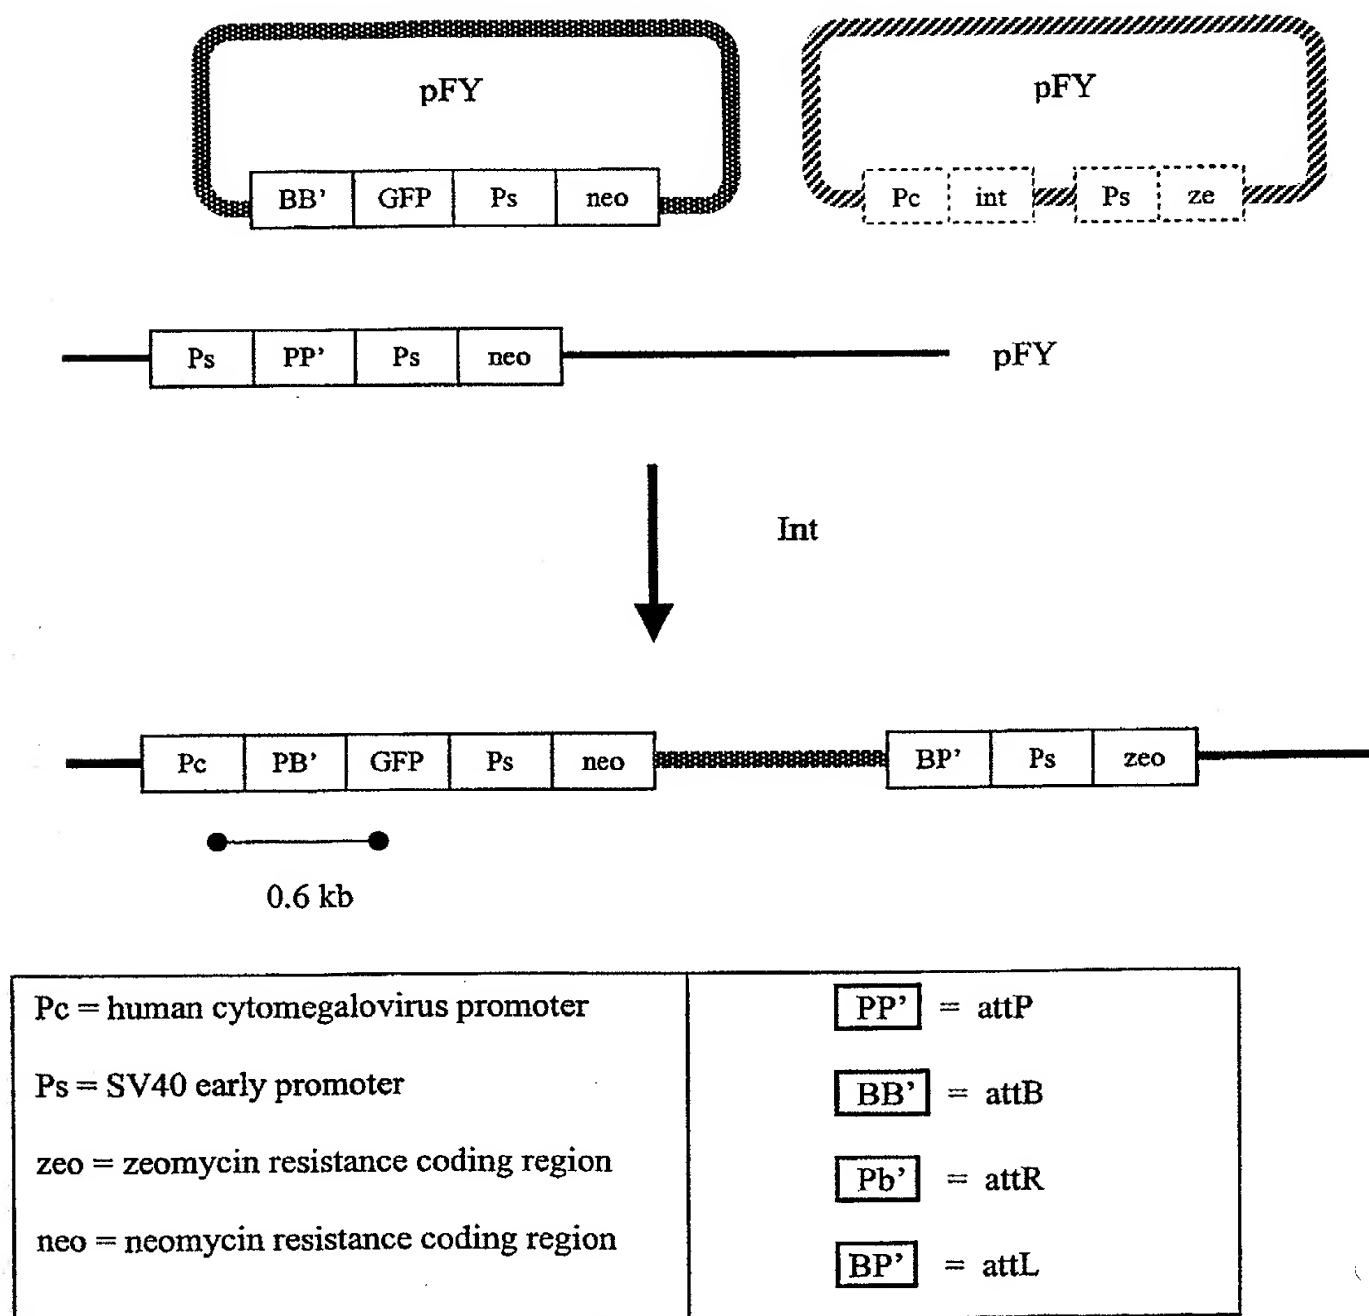 pFY pFY
BB' GFP Ps neo Pc int Ps ze
Ps PP' Ps neo pFY
Int
Pc PB' GFP Ps neo BP' Ps zeo
0.6 kb
Pc = human cytomegalovirus promoter
Ps = SV40 early promoter
zeo = zeomycin resistance coding region
neo = neomycin resistance coding region
PP' = attP
BB' = attB
Pb' = attR
BP' = attL